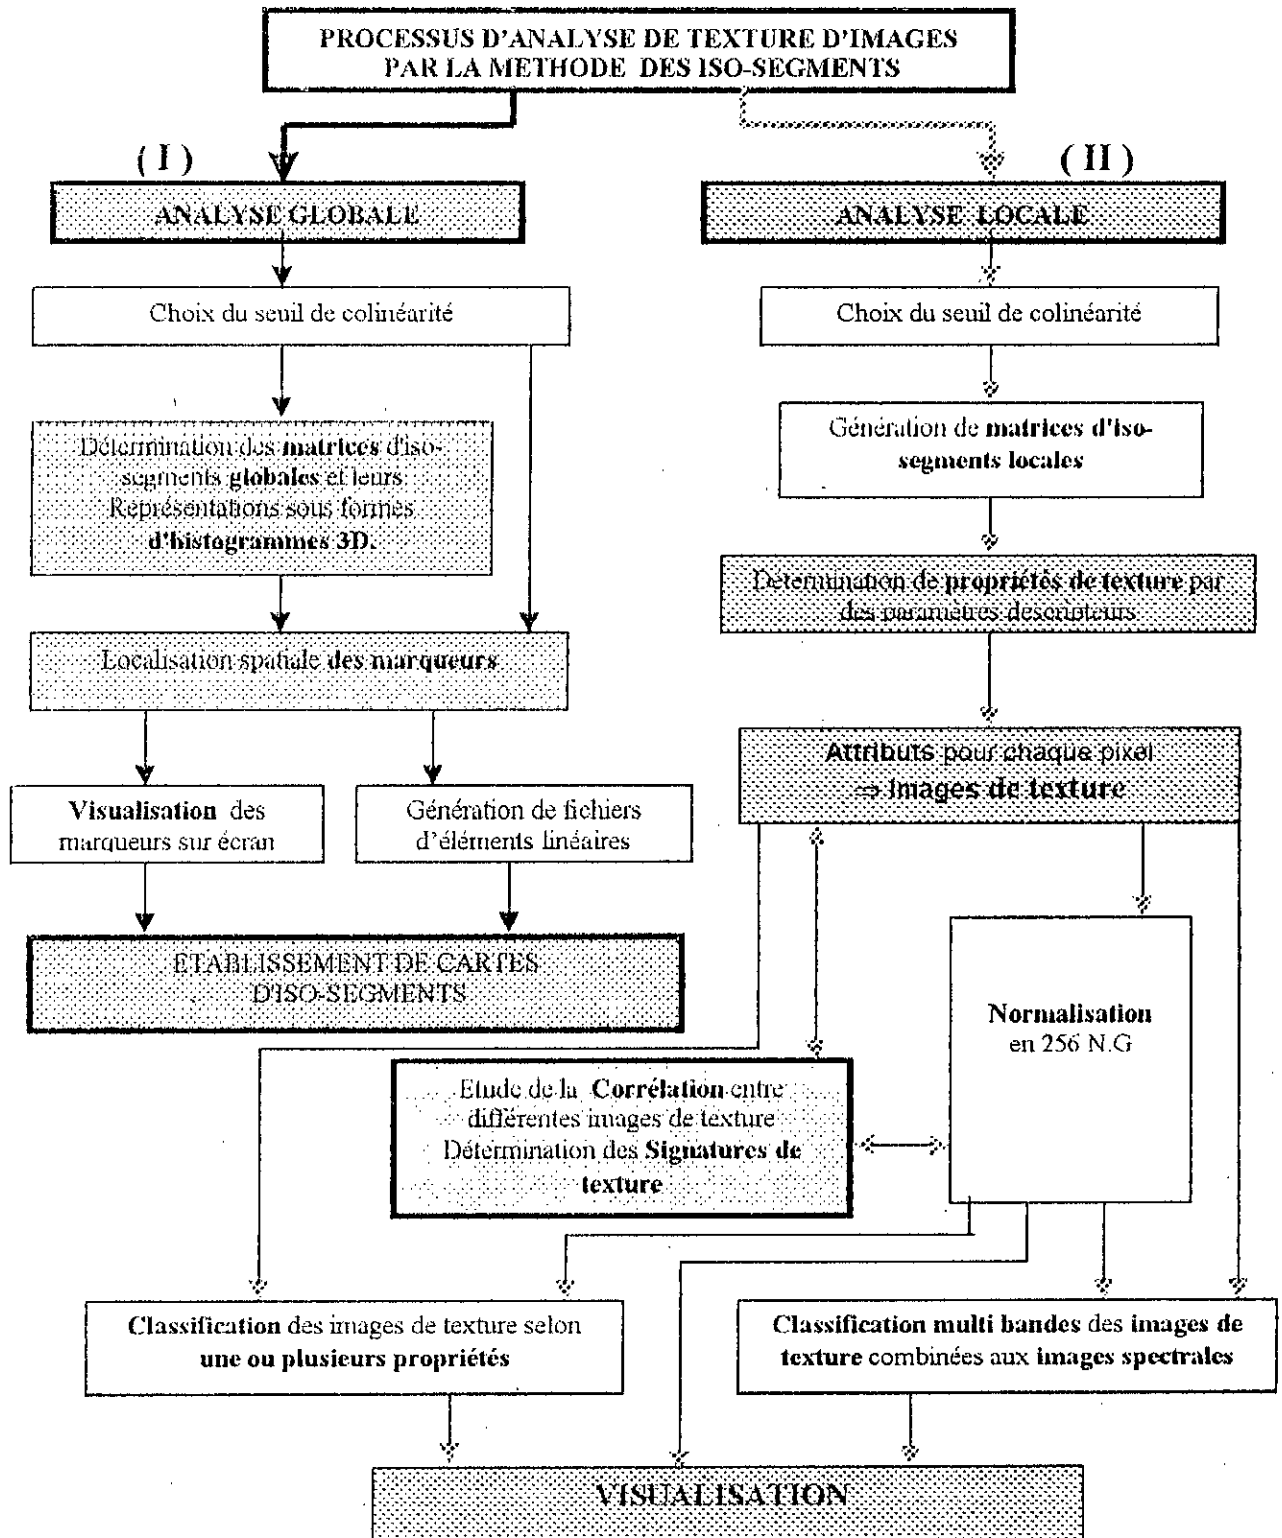 PROCESSUS D'ANALYSE DE TEXTURE D'IMAGES
PAR LA METHODE DES ISO-SEGMENTS
( I )
( II )
ANALYSE GLOBALE
ANALYSE LOCALE
Choix du seuil de colinéarité
Choix du seuil de colinéarité
Détermination des matrices d'iso-
segments globales et leurs
Représentations sous formes
d'histogrammes 3D.
Génération de matrices d'iso-
segments locales
Détermination de propriétés de texture par
des paramètres descripteurs
Localisation spatiale des marqueurs
Attributs pour chaque pixel
⇒ Images de texture
Visualisation des
marqueurs sur écran
Génération de fichiers
d'éléments linéaires
ETABLISSEMENT DE CARTES
D'ISO-SEGMENTS
Normalisation
en 256 N.G
Etude de la Corrélation entre
différentes images de texture
Détermination des Signatures de
texture
Classification des images de texture selon
une ou plusieurs propriétés
Classification multi bandes des images de
texture combinées aux images spectrales
VISUALISATION